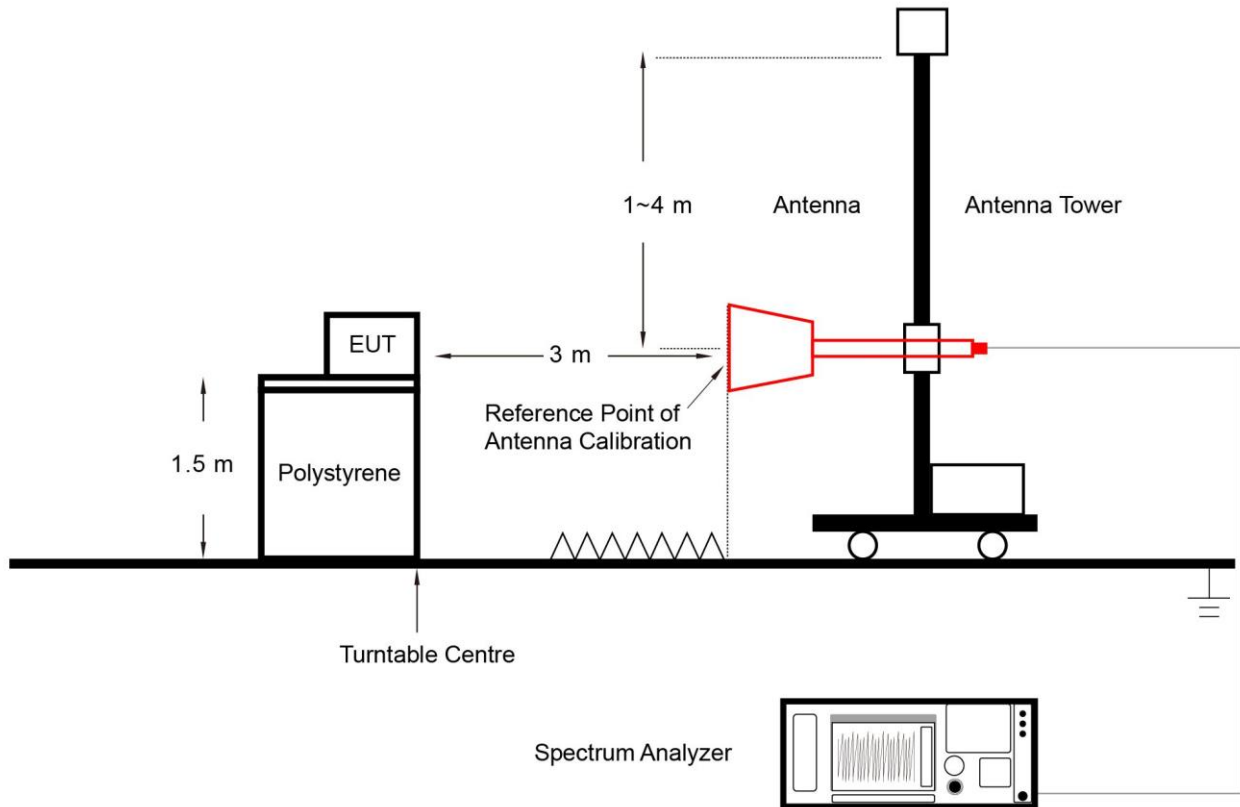 1~4 m
Antenna
Antenna Tower
EUT
3 m
Reference Point of
Antenna Calibration
1.5 m
Polystyrene
Turntable Centre
Spectrum Analyzer